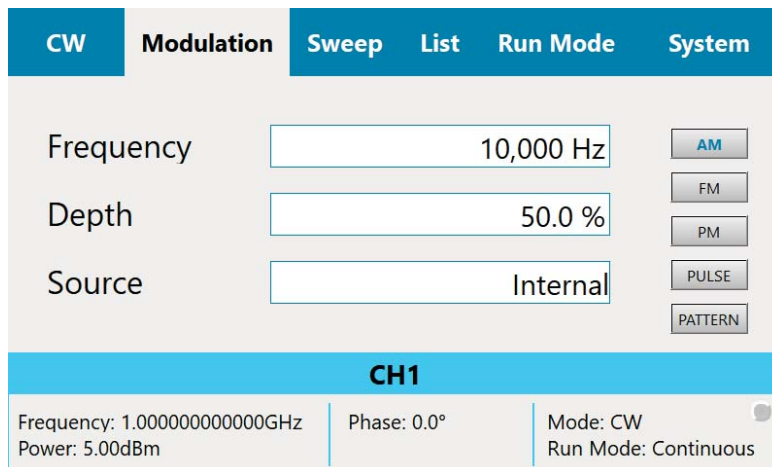 CW Modulation Sweep List Run Mode System
Frequency 10,000 Hz
Depth 50.0 %
Source Internal
AM
FM
PM
PULSE
PATTERN
CH1
Frequency: 1.000000000000GHz
Power: 5.00dBm
Phase: 0.0°
Mode: CW
Run Mode: Continuous